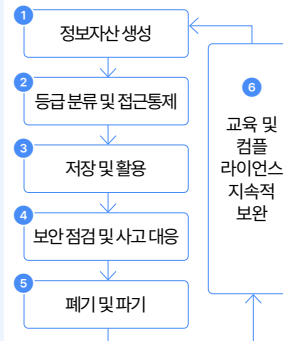 1
정보자산 생성
2
등급 분류 및 접근통제
3
저장 및 활용
4
보안 점검 및 사고 대응
5
폐기 및 파기
6
교육 및
컴플
라이언스
지속적
보완